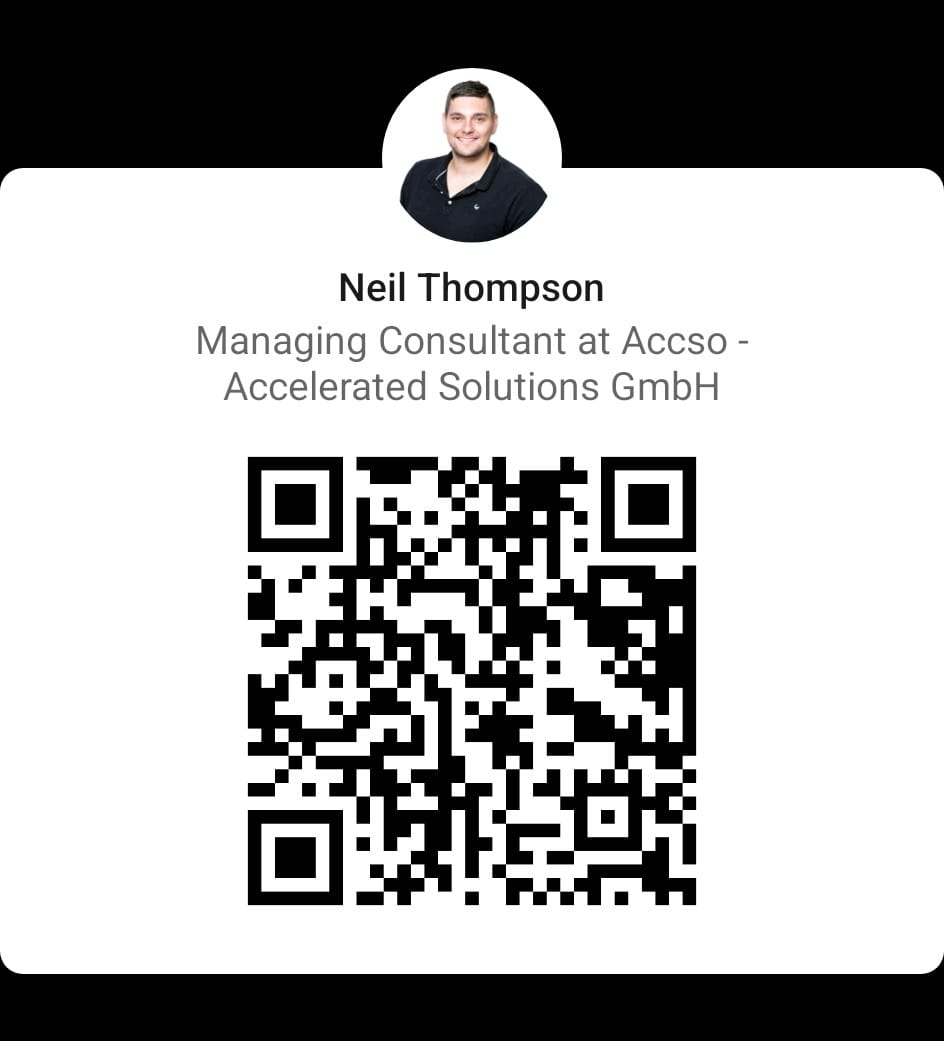 Neil Thompson
Managing Consultant at Accso -
Accelerated Solutions GmbH